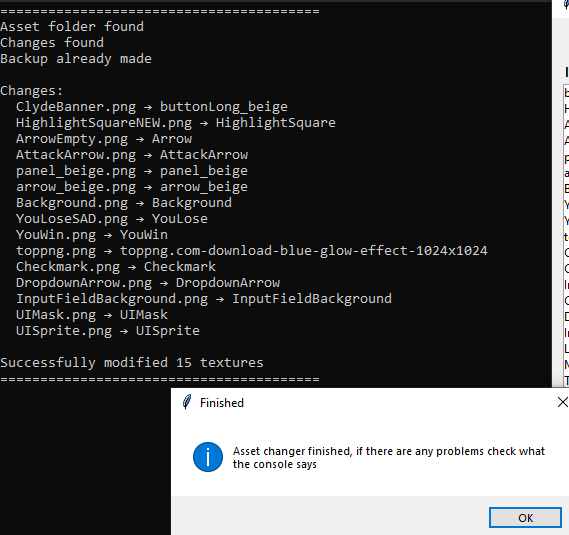 ========================================
Asset folder found
Changes found
Backup already made
Changes:
ClydeBanner.png → buttonLong_beige
HighlightSquareNEW.png → HighlightSquare
ArrowEmpty.png → Arrow
AttackArrow.png → AttackArrow
panel_beige.png → panel_beige
arrow_beige.png → arrow_beige
Background.png → Background
YouLoseSAD.png → YouLose
YouWin.png → YouWin
toppng.png → toppng.com-download-blue-glow-effect-1024x1024
Checkmark.png → Checkmark
DropdownArrow.png → DropdownArrow
InputFieldBackground.png → InputFieldBackground
UIMask.png → UIMask
UISprite.png → UISprite
Successfully modified 15 textures
========================================
Finished
Asset changer finished, if there are any problems check what
the console says
OK